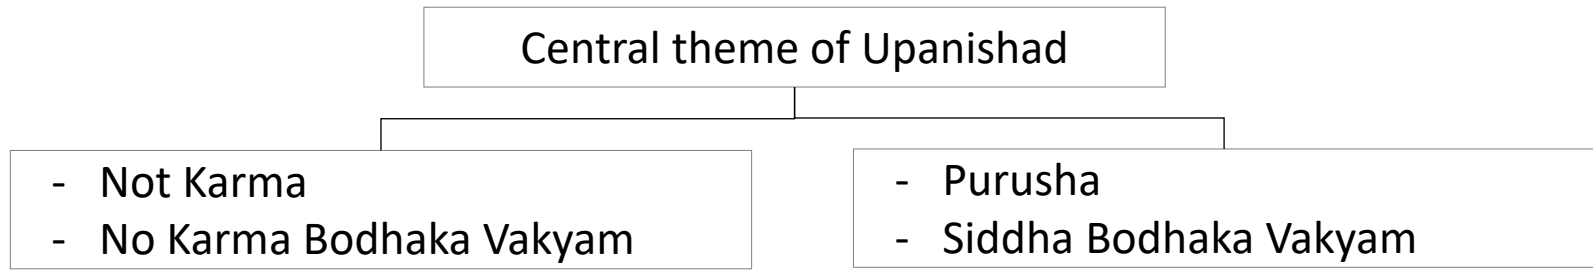 Central theme of Upanishad
- Not Karma
- No Karma Bodhaka Vakyam
- Purusha
- Siddha Bodhaka Vakyam